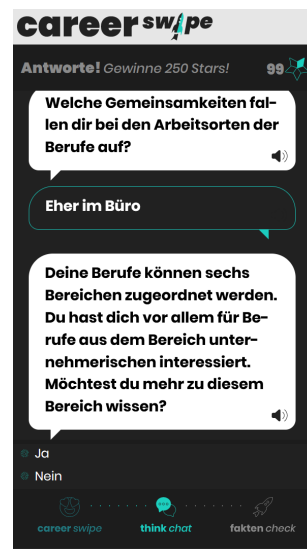 career swipe
Antworte! Gewinne 250 Stars! 99
Welche Gemeinsamkeiten fal-
len dir bei den Arbeitsorten der
Berufe auf?
Eher im Büro
Deine Berufe können sechs
Bereichen zugeordnet werden.
Du hast dich vor allem für Be-
rufe aus dem Bereich unter-
nehmerischen interessiert.
Möchtest du mehr zu diesem
Bereich wissen?
Ja
Nein
career swipe think chat fakten check